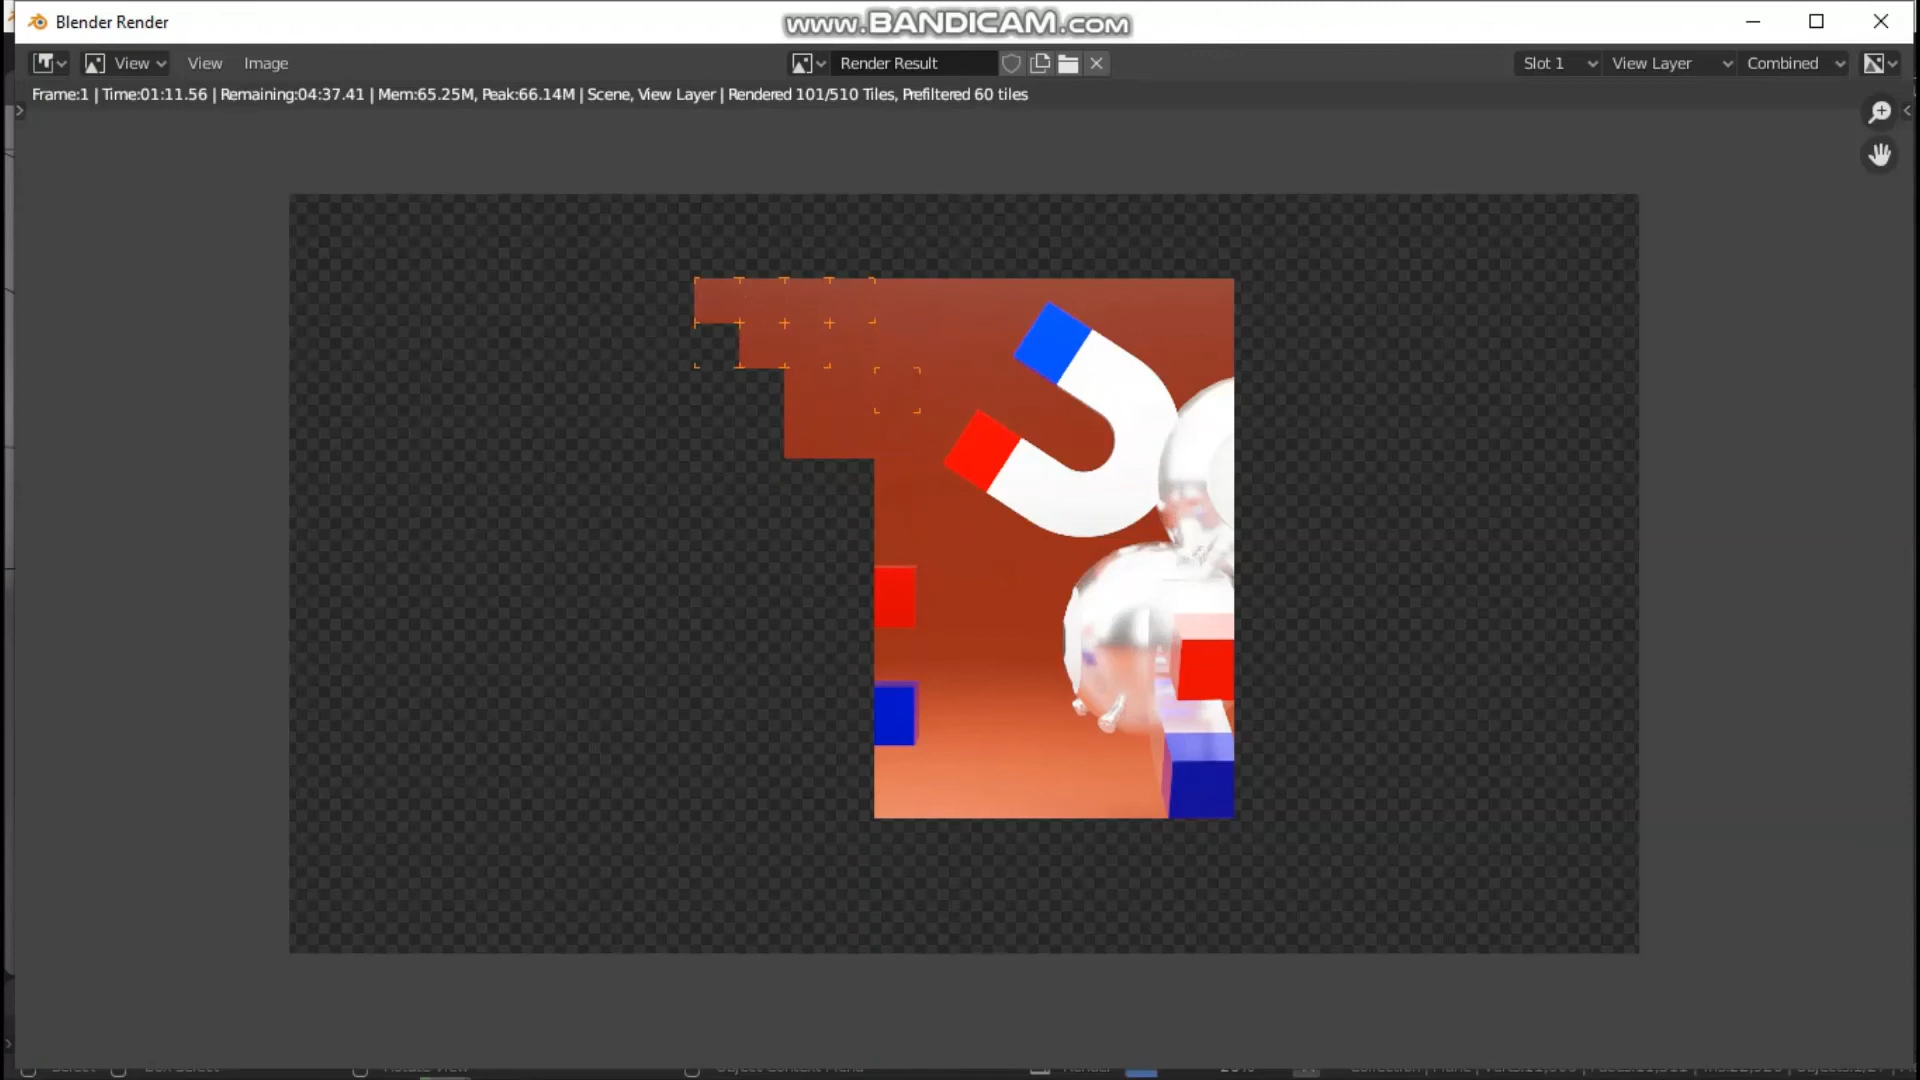 Blender Render
www.BANDICAM.com
View
View
Image
Render Result
Slot 1
View Layer
Combined
Frame:1 | Time:01:11.56 | Remaining:04:37.41 | Mem:65.25M, Peak:66.14M | Scene, View Layer | Rendered 101/510 Tiles, Prefiltered 60 tiles